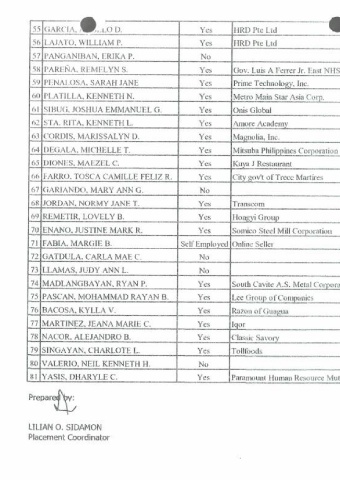 55 GARCIA, D. Yes HRD Pte Ltd
56 LAJATO, WILLIAM P. Yes HRD Pte Ltd
57 PANGANIBAN, ERIKA P. No
58 PAREÑA, REMELYN S. Yes Gov. Luis A Ferrer Jr. East NHS
59 PENALOSA, SARAH JANE Yes Prime Technology, Inc.
60 PLATILLA, KENNETH N. Yes Metro Main Star Asia Corp.
61 SIBUG, JOSHUA EMMANUEL G. Yes Onis Global
62 STA. RITA, KENNETH L. Yes Amore Academy
63 CORDIS, MARISSALYN D. Yes Magnolia, Inc.
64 DEGALA, MICHELLE T. Yes Mitsuba Philippines Corporation
65 DIONES, MAEZEL C. Yes Kaya J Restaurant
66 FARRO, TOSCA CAMILLE FELIZ R. Yes City gov't of Trece Martires
67 GARIANDO, MARY ANN G. No
68 JORDAN, NORMY JANE T. Yes Transcom
69 REMETIR, LOVELY B. Yes Hongyi Group
70 ENANO, JUSTINE MARK R. Yes Somico Steel Mill Corporation
71 FABIA, MARGIE B. Self Employed Online Seller
72 GATDULA, CARLA MAE C. No
73 LLAMAS, JUDY ANN L. No
74 MADLANGBAYAN, RYAN P. Yes South Cavite A.S. Metal Corpora
75 PASCAN, MOHAMMAD RAYAN B. Yes Lee Group of Companies
76 BACOSA, KYLLA V. Yes Razon of Guagua
77 MARTINEZ, JEANA MARIE C. Yes Iqor
78 NACOR, ALEJANDRO B. Yes Classic Savory
79 SINGAYAN, CHARLOTE L. Yes Tollfoods
80 VALERIO, NEIL KENNETH H. No
81 YASIS, DHARYLE C. Yes Paramount Human Resource Mut
Prepared by:
LILIAN O. SIDAMON
Placement Coordinator